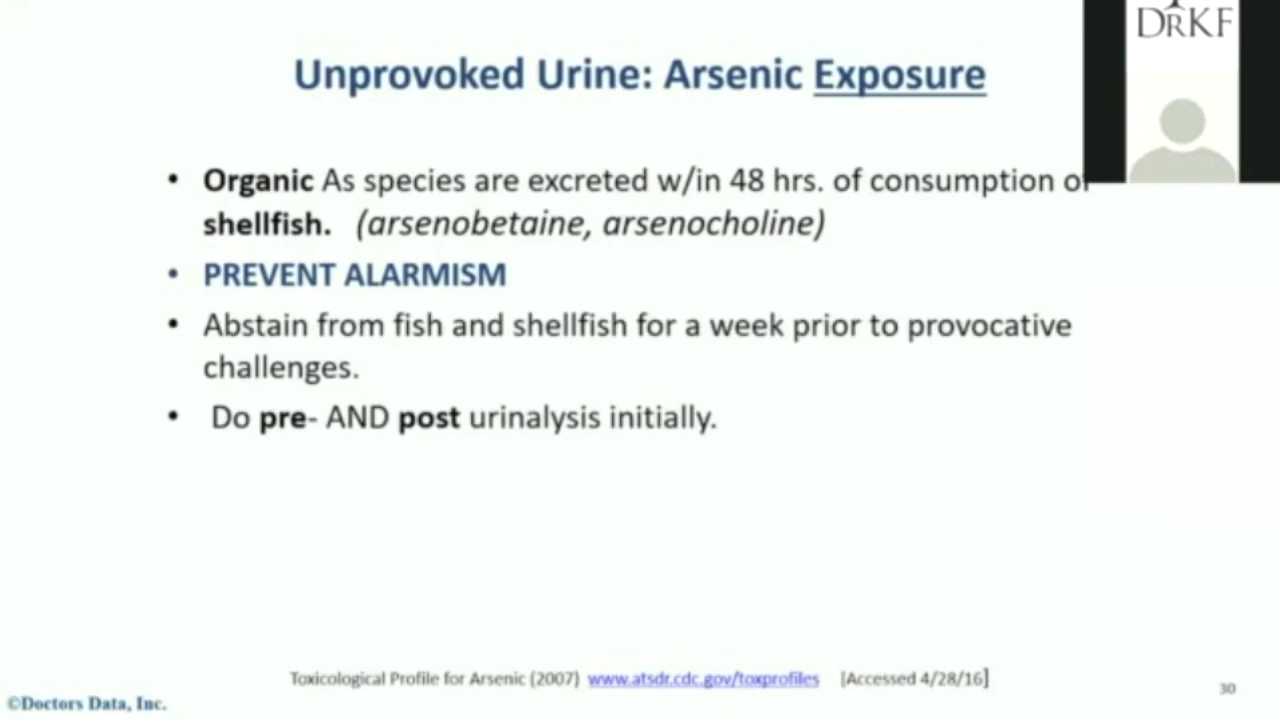 DRKF
Unprovoked Urine: Arsenic Exposure
• Organic As species are excreted w/in 48 hrs. of consumption of
shellfish. (arsenobetaine, arsenocholine)
• PREVENT ALARMISM
• Abstain from fish and shellfish for a week prior to provocative
challenges.
• Do pre- AND post urinalysis initially.
Toxicological Profile for Arsenic (2007) www.atsdr.cdc.gov/toxprofiles [Accessed 4/28/16]
30
©Doctors Data, Inc.